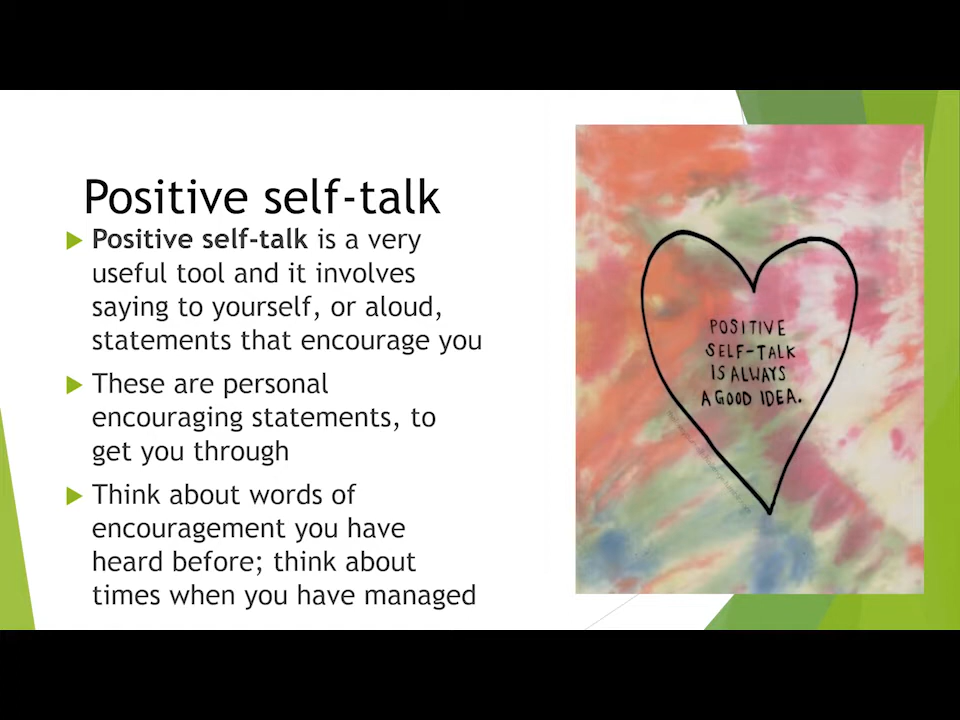 Positive self-talk
Positive self-talk is a very
useful tool and it involves
saying to yourself, or aloud,
statements that encourage you
These are personal
encouraging statements, to
get you through
Think about words of
encouragement you have
heard before; think about
times when you have managed
POSITIVE
SELF-TALK
IS ALWAYS
A GOOD IDEA.